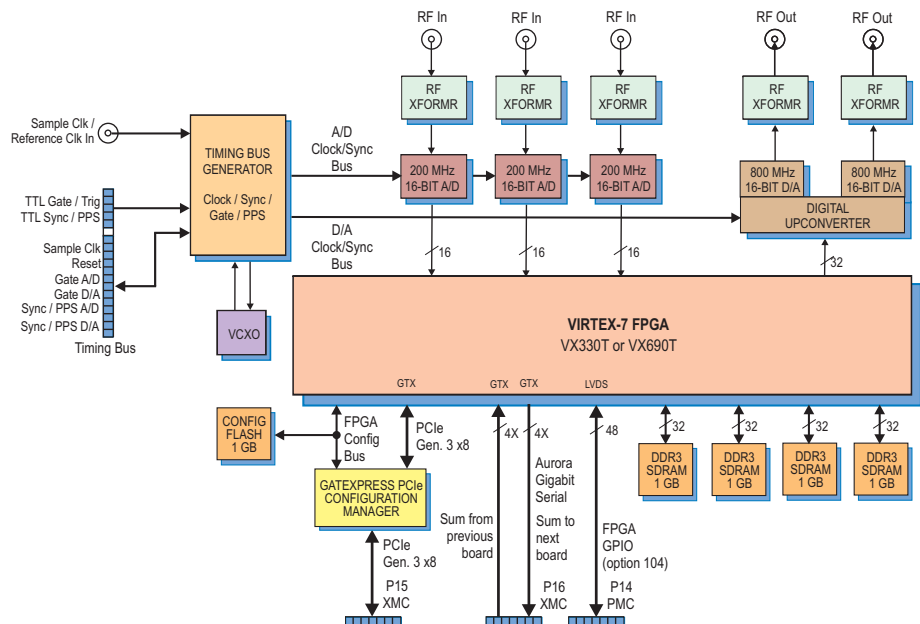 RF In
RF In
RF In
RF Out
RF Out
RF
XFORMR
RF
XFORMR
RF
XFORMR
RF
XFORMR
RF
XFORMR
Sample Clk /
Reference Clk In
TIMING BUS
GENERATOR
Clock / Sync /
Gate / PPS
A/D
Clock/Sync
Bus
200 MHz
16-BIT A/D
200 MHz
16-BIT A/D
200 MHz
16-BIT A/D
800 MHz
16-BIT D/A
800 MHz
16-BIT D/A
DIGITAL
UPCONVERTER
TTL Gate / Trig
TTL Sync / PPS
Sample Clk
Reset
Gate A/D
Gate D/A
Sync / PPS A/D
Sync / PPS D/A
Timing Bus
D/A
Clock/Sync
Bus
16
16
16
32
VCXO
VIRTEX-7 FPGA
VX330T or VX690T
GTX
GTX
GTX
LVDS
CONFIG
FLASH
1 GB
FPGA
Config
Bus
PCIe
Gen. 3 x8
4X
4X
48
32
32
32
32
DDR3
SDRAM
1 GB
DDR3
SDRAM
1 GB
DDR3
SDRAM
1 GB
DDR3
SDRAM
1 GB
GATEXPRESS PCIe
CONFIGURATION
MANAGER
Aurora
Gigabit
Serial
Sum from
previous
board
Sum to
next
board
FPGA
GPIO
(option 104)
PCIe
Gen. 3 x8
P15
XMC
P16
XMC
P14
PMC